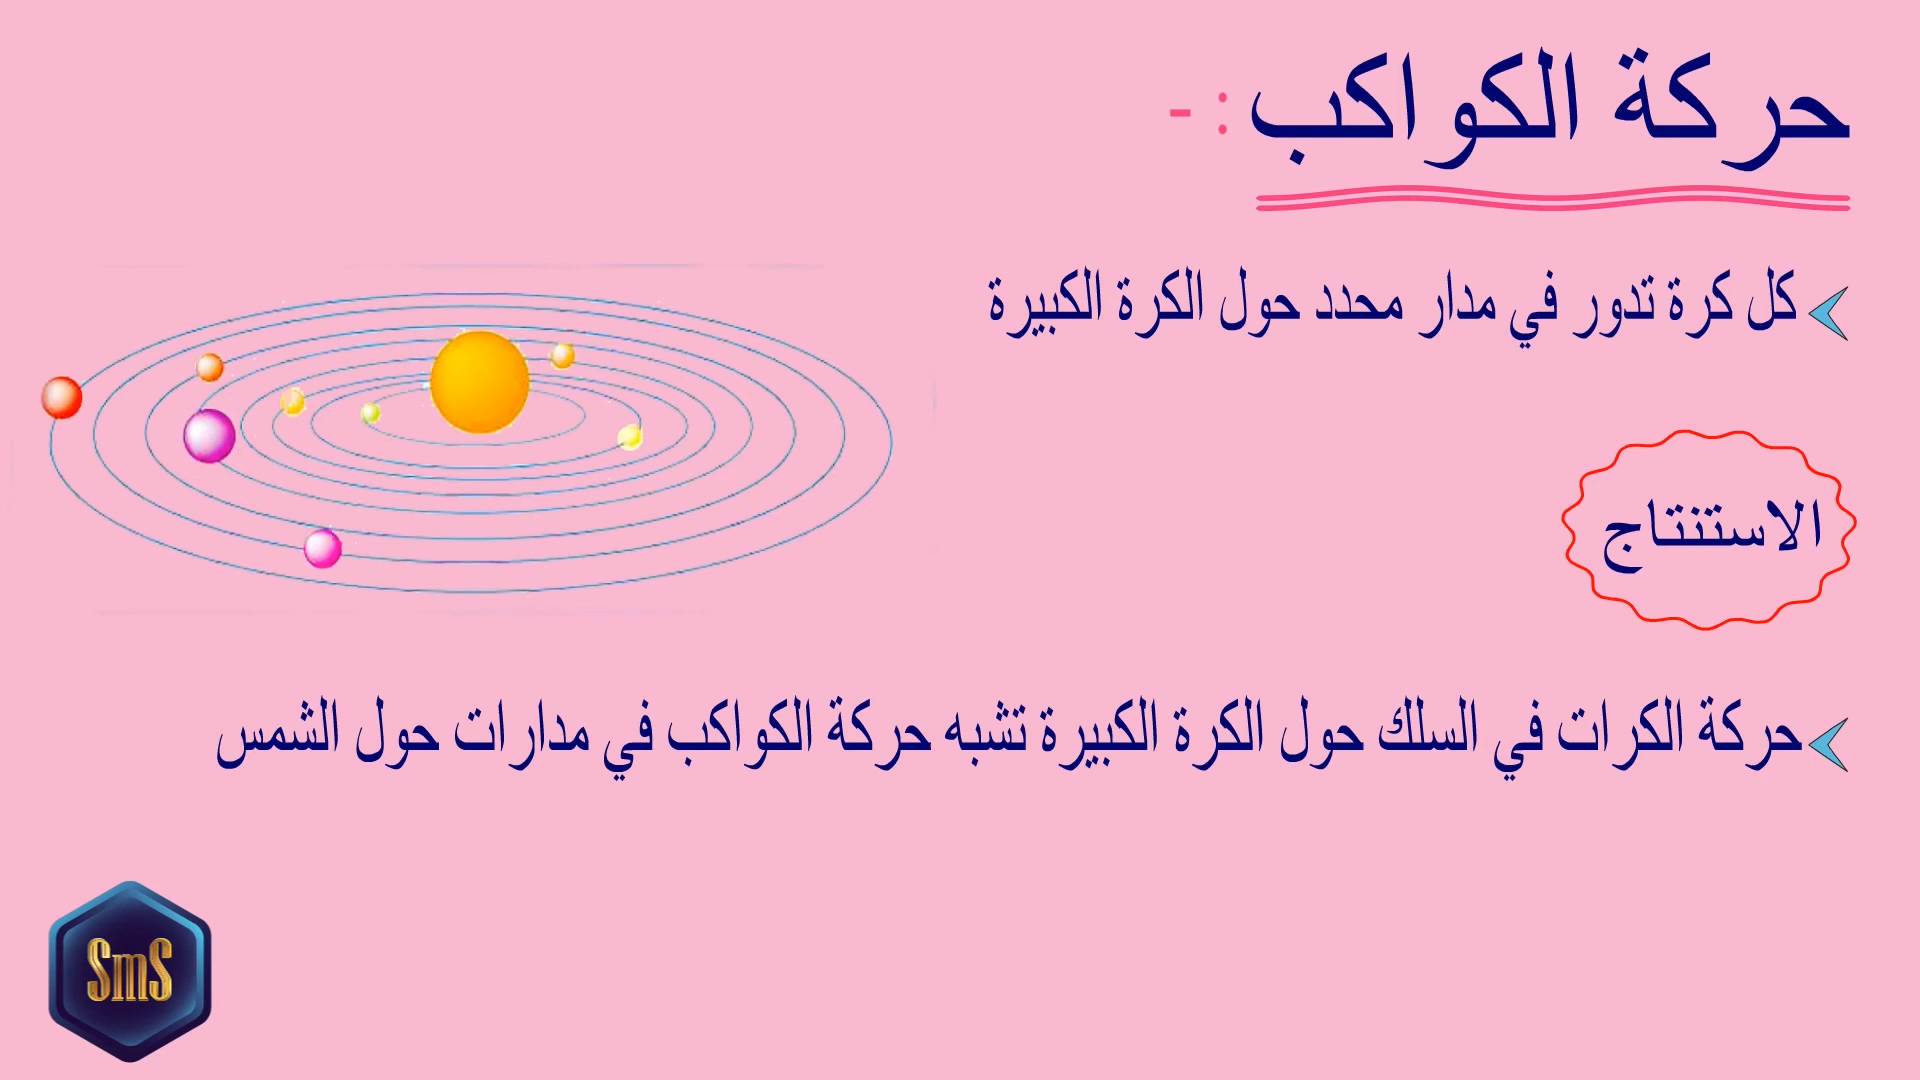 حركة الكواكب : -
كل كرة تدور في مدار محدد حول الكرة الكبيرة
الاستنتاج
حركة الكرات في السلك حول الكرة الكبيرة تشبه حركة الكواكب في مدارات حول الشمس
SmS